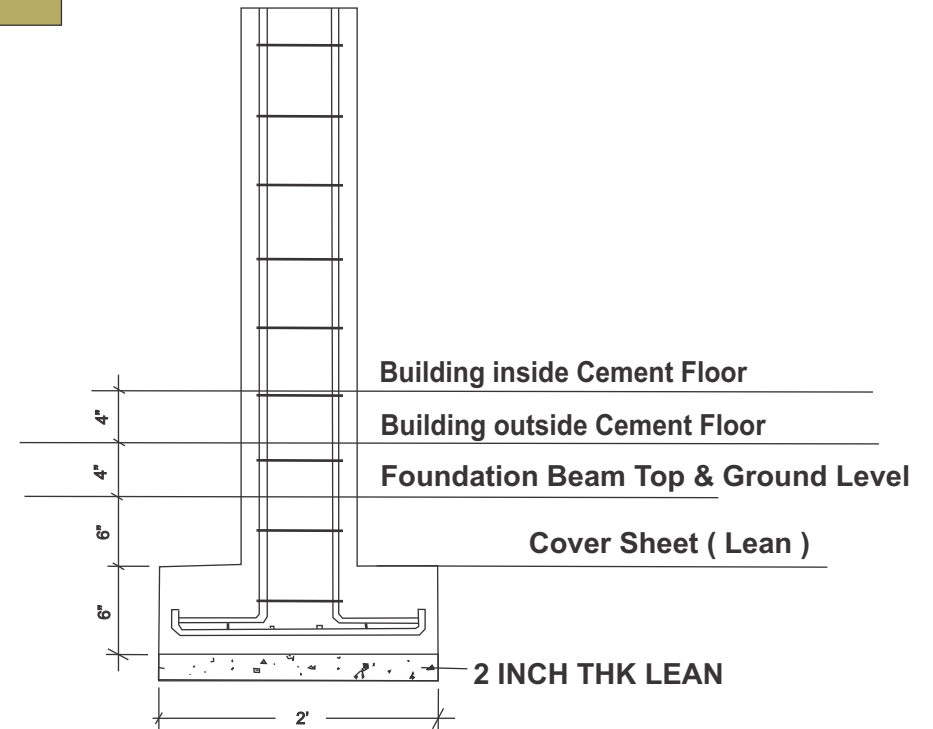 Building inside Cement Floor
4"
Building outside Cement Floor
4"
Foundation Beam Top & Ground Level
6"
Cover Sheet ( Lean )
6"
2 INCH THK LEAN
2'